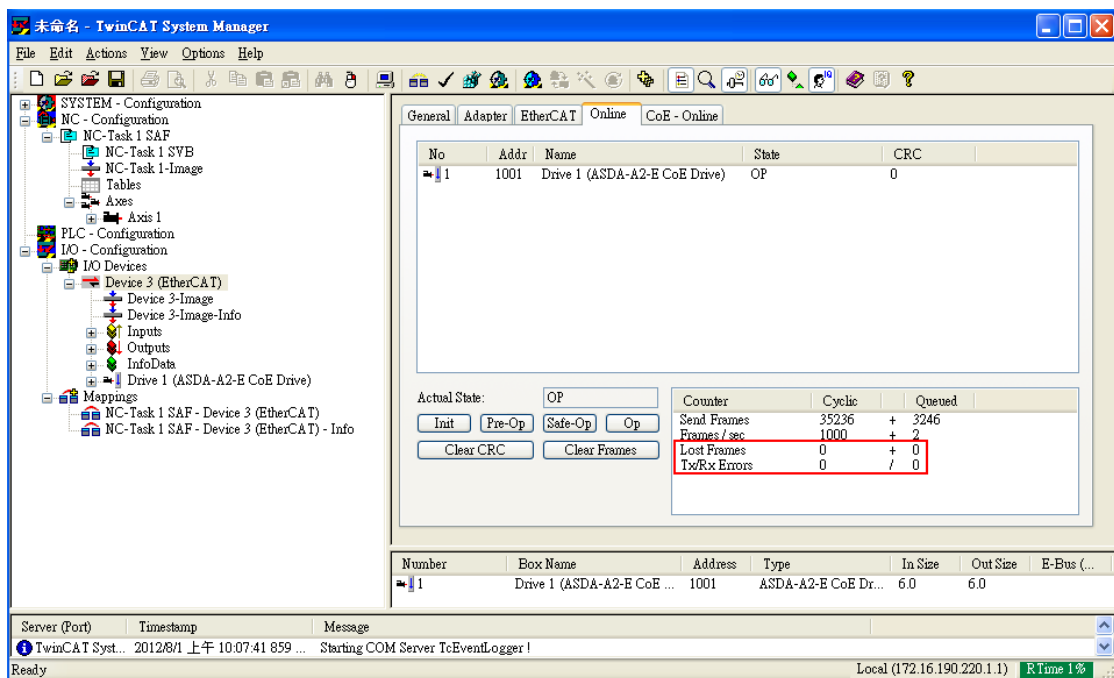 未命名 - TwinCAT System Manager
File Edit Actions View Options Help
SYSTEM - Configuration
NC - Configuration
NC-Task 1 SAF
NC-Task 1 SVB
NC-Task 1-Image
Tables
Axes
Axis 1
PLC - Configuration
I/O - Configuration
I/O Devices
Device 3 (EtherCAT)
Device 3-Image
Device 3-Image-Info
Inputs
Outputs
InfoData
Drive 1 (ASDA-A2-E CoE Drive)
Mappings
NC-Task 1 SAF - Device 3 (EtherCAT)
NC-Task 1 SAF - Device 3 (EtherCAT) - Info
General Adapter EtherCAT Online CoE - Online
No Addr Name State CRC
1 1001 Drive 1 (ASDA-A2-E CoE Drive) OP 0
Actual State: OP
Init Pre-Op Safe-Op Op
Clear CRC Clear Frames
Counter Cyclic Queued
Send Frames 35236 + 3246
Frames / sec 1000 + 2
Lost Frames 0 + 0
Tx/Rx Errors 0 / 0
Number Box Name Address Type In Size Out Size E-Bus (...
1 Drive 1 (ASDA-A2-E CoE ... 1001 ASDA-A2-E CoE Dr... 6.0 6.0
Server (Port) Timestamp Message
TwinCAT Syst... 2012/8/1 上午 10:07:41 859 ... Starting COM Server TcEventLogger !
Ready Local (172.16.190.220.1.1) RTime 1%